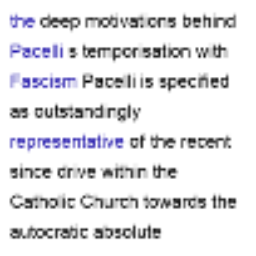 the deep motivations behind
Pacelli s temporisation with
Fascism Pacelli is specified
as outstandingly
representative of the recent
since drive within the
Catholic Church towards the
autocratic absolute